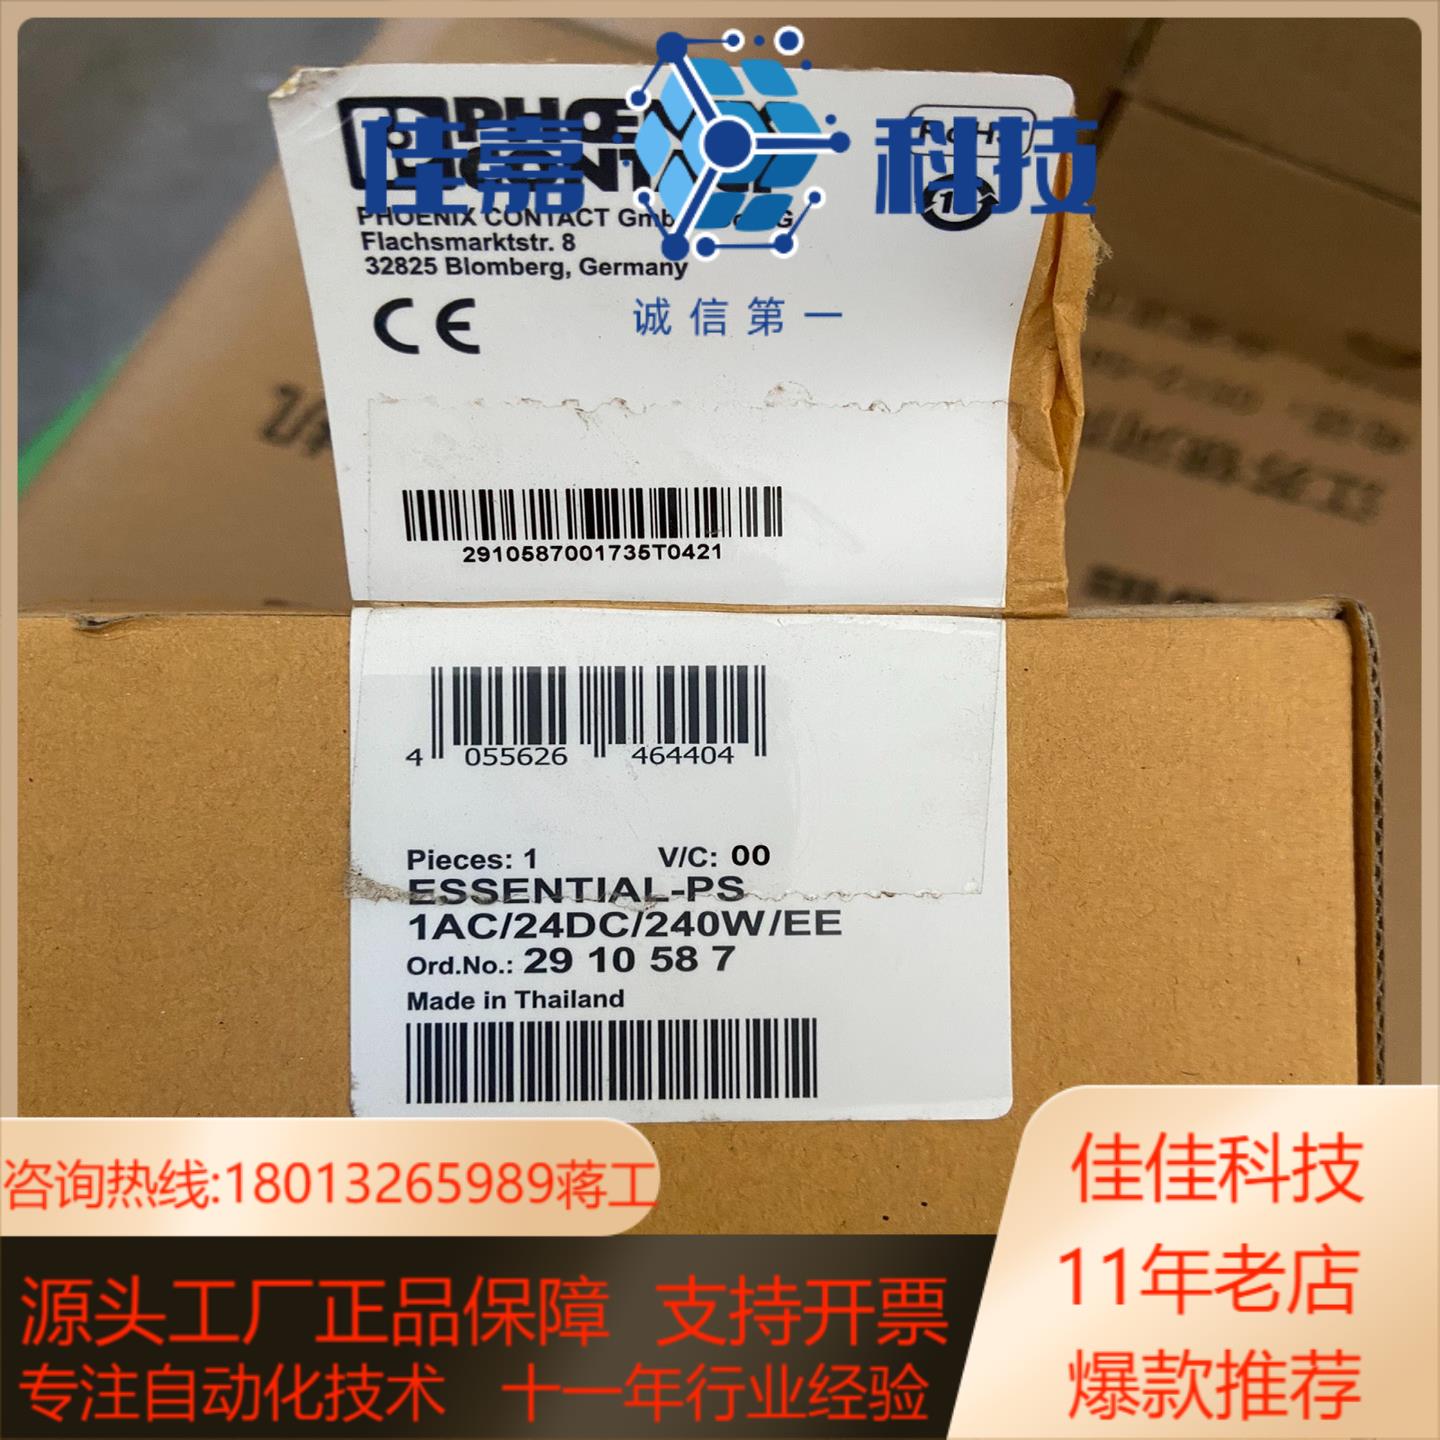 PHOENIX
CONTACT
佳嘉 科技
RoHS
PHOENIX CONTACT
Flachsmarktstr. 8
32825 Blomberg, Germany
CE
诚信第一
2910587001735T0421
4 055626 464404
Pieces: 1 V/C: 00
ESSENTIAL-PS
1AC/24DC/240W/EE
Ord.No.: 29 10 58 7
Made in Thailand
咨询热线:18013265989蒋工
佳佳科技
11年老店
爆款推荐
源头工厂正品保障 支持开票
专注自动化技术 十一年行业经验